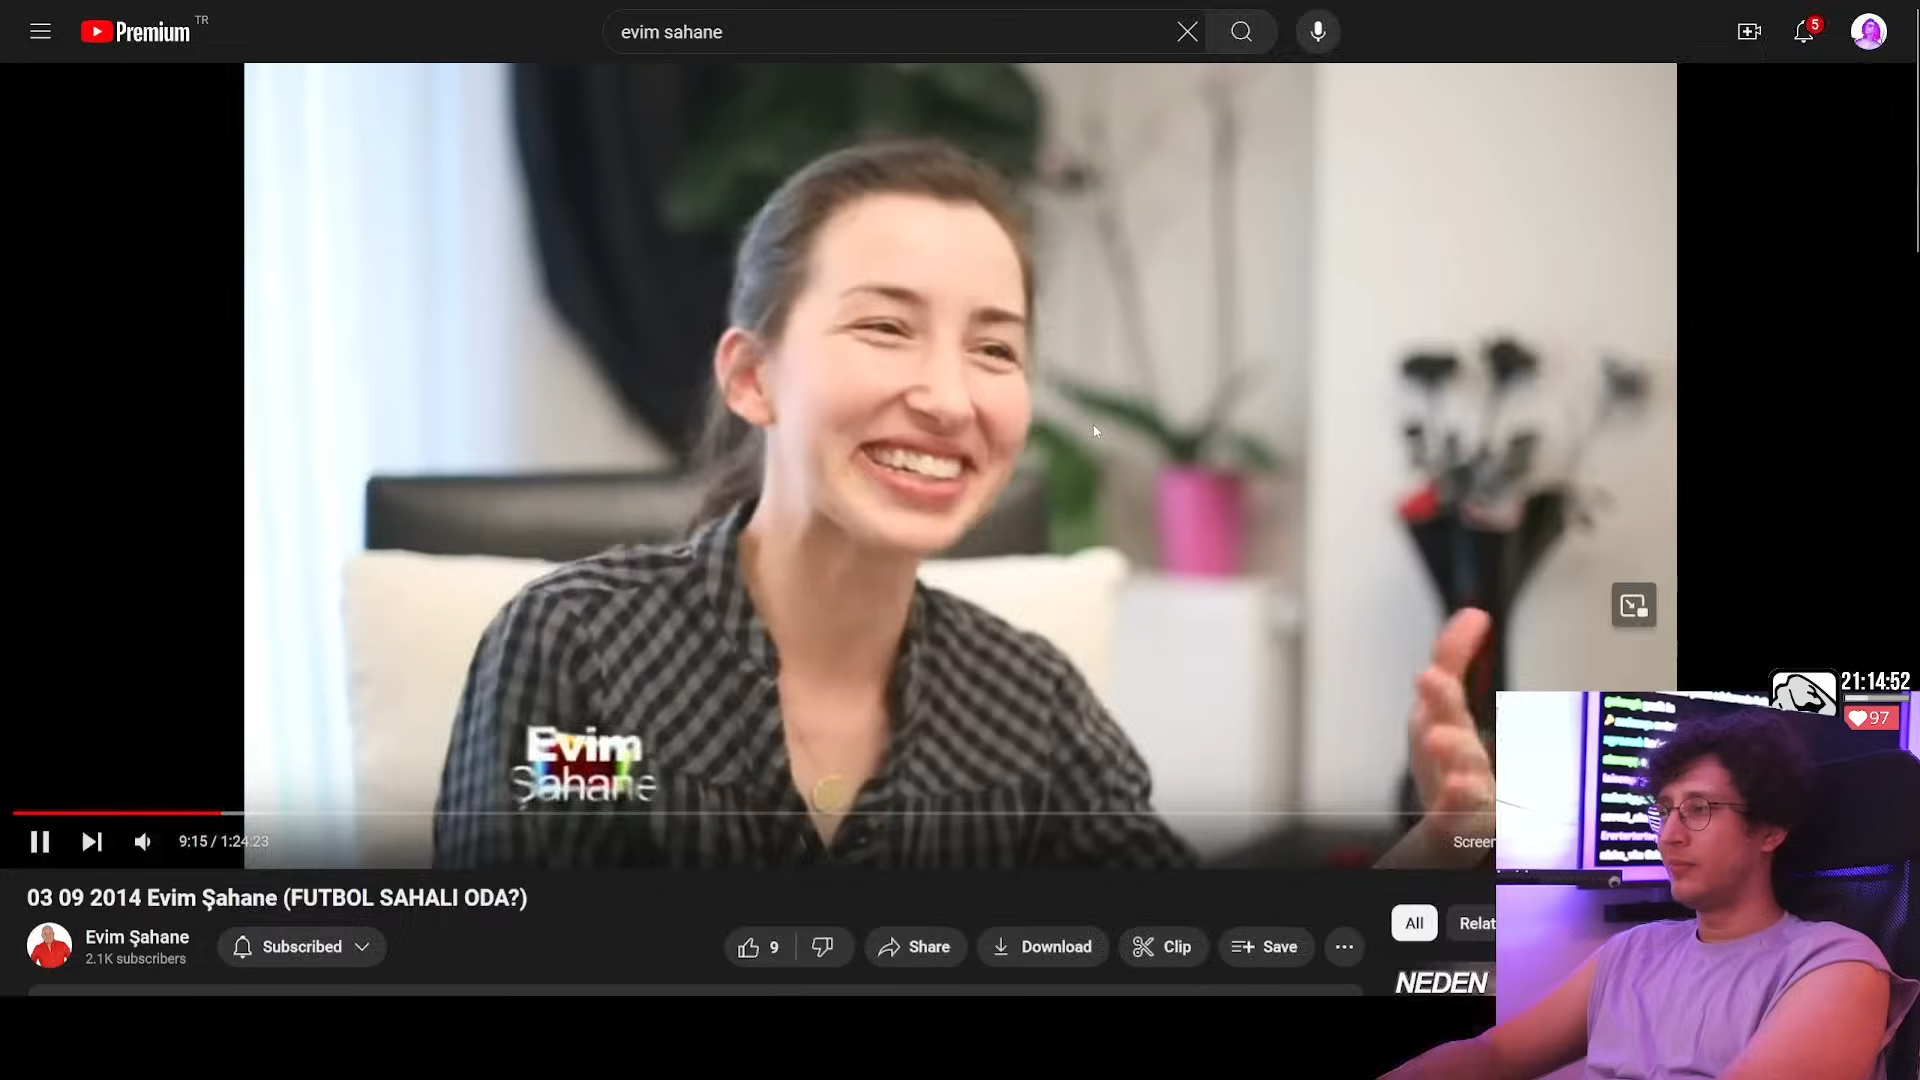 Premium TR
evim sahane
5
Evim
Şahane
21:14:52
97
9:15 / 1:24:23
Screen
03 09 2014 Evim Şahane (FUTBOL SAHALI ODA?)
Evim Şahane
2.1K subscribers
Subscribed
9
Share
Download
Clip
Save
All
Relat
NEDEN